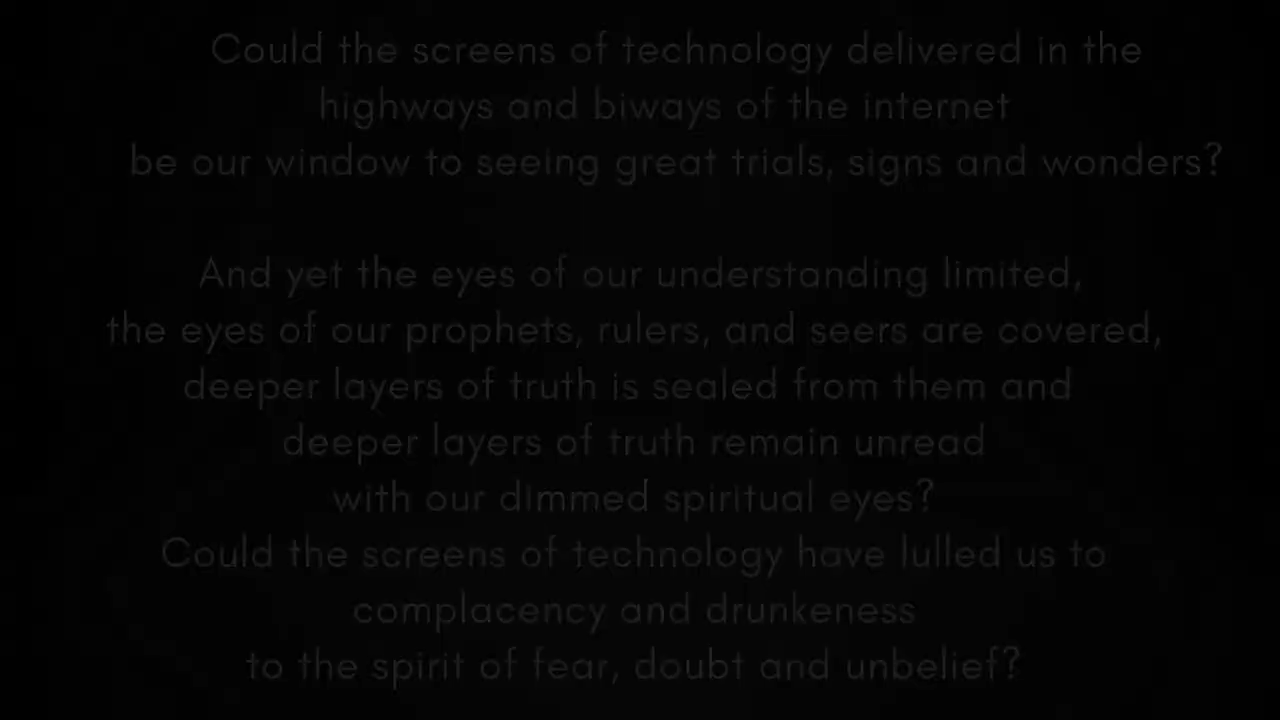 Could the screens of technology delivered in the
highways and biways of the internet
be our window to seeing great trials, signs and wonders?
And yet the eyes of our understanding limited,
the eyes of our prophets, rulers, and seers are covered,
deeper layers of truth is sealed from them and
deeper layers of truth remain unread
with our dimmed spiritual eyes?
Could the screens of technology have lulled us to
complacency and drunkeness
to the spirit of fear, doubt and unbelief?